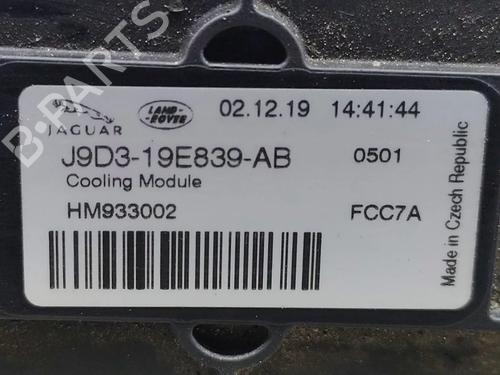 JAGUAR
LAND-
ROVER
02.12.19 14:41:44
J9D3-19E839-AB 0501
Cooling Module
HM933002 FCC7A
Made in Czech Republic
B-PARTS